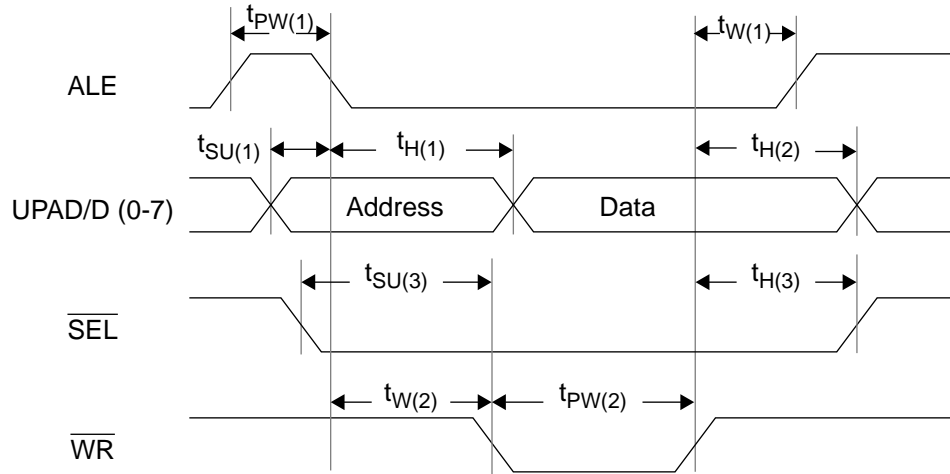 tPW(1)
tW(1)
ALE
tSU(1)
tH(1)
tH(2)
UPAD/D (0-7)
Address
Data
tSU(3)
tH(3)
SEL
tW(2)
tPW(2)
WR